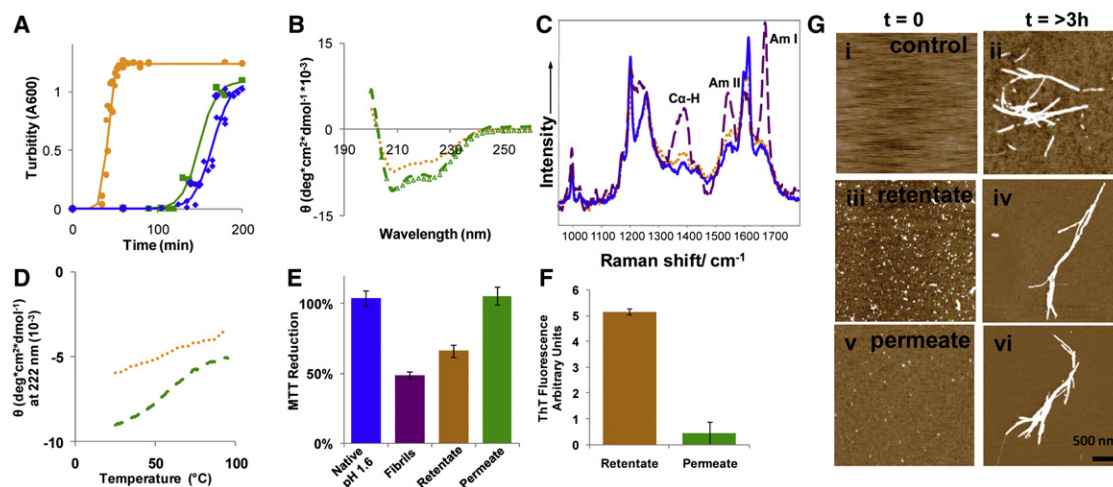 A
Turbidity (A600)
1
0.5
0
0
100
200
Time (min)
B
θ (deg*cm²*dmol⁻¹ *10⁻³)
15
0
-15
190
210
230
250
Wavelength (nm)
C
Intensity
Cα-H
Am II
Am I
1000 1100 1200 1300 1400 1500 1600 1700
Raman shift/ cm⁻¹
D
θ (deg*cm²*dmol⁻¹)
at 222 nm (10⁻³)
0
-5
-10
0
50
100
Temperature (°C)
E
MTT Reduction
100%
50%
0%
Native
pH 1.6
Fibrils
Retentate
Permeate
F
ThT Fluorescence
Arbitrary Units
6
5
4
3
2
1
0
Retentate
Permeate
G
t = 0
t = >3h
i
control
ii
iii
retentate
iv
v
permeate
vi
500 nm